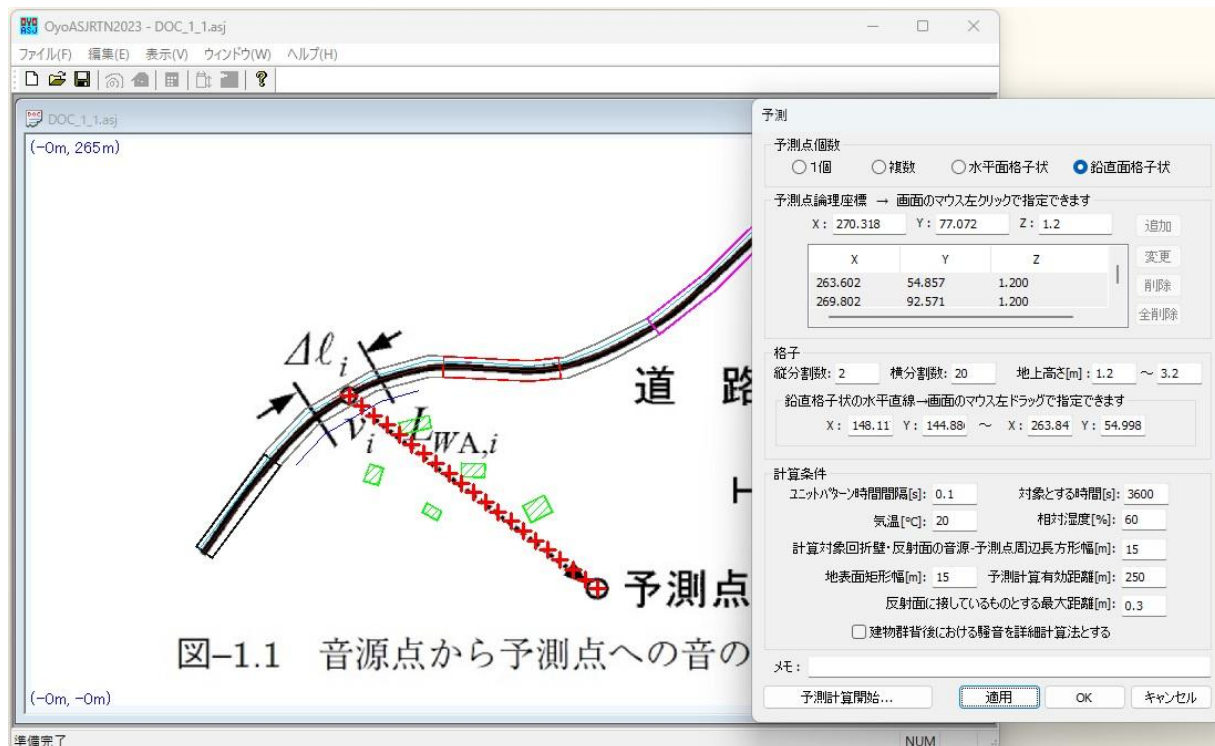 OYO ASJ OyoASJRTN2023 - DOC_1_1.asj
ファイル(F) 編集(E) 表示(V) ウィンドウ(W) ヘルプ(H)
DOC_1_1.asj
(-0m, 265m)
Δℓ i
道 路
v i L WA,i
予測点
図-1.1 音源点から予測点への音の
(-0m, -0m)
準備完了
NUM
予測
予測点個数
1個 複数 水平面格子状 鉛直面格子状
予測点論理座標 → 画面のマウス左クリックで指定できます
X: 270.318 Y: 77.072 Z: 1.2 追加
X Y Z 変更
263.602 54.857 1.200 削除
269.802 92.571 1.200
全削除
格子
縦分割数: 2 横分割数: 20 地上高さ[m]: 1.2 ~ 3.2
鉛直格子状の水平直線→画面のマウス左ドラッグで指定できます
X: 148.11 Y: 144.88 ~ X: 263.84 Y: 54.998
計算条件
ユニットパターン時間間隔[s]: 0.1 対象とする時間[s]: 3600
気温[℃]: 20 相対湿度[%]: 60
計算対象回折壁・反射面の音源-予測点周辺長方形幅[m]: 15
地表面矩形幅[m]: 15 予測計算有効距離[m]: 250
反射面に接しているものとする最大距離[m]: 0.3
建物群背後における騒音を詳細計算法とする
メモ:
予測計算開始... 適用 OK キャンセル